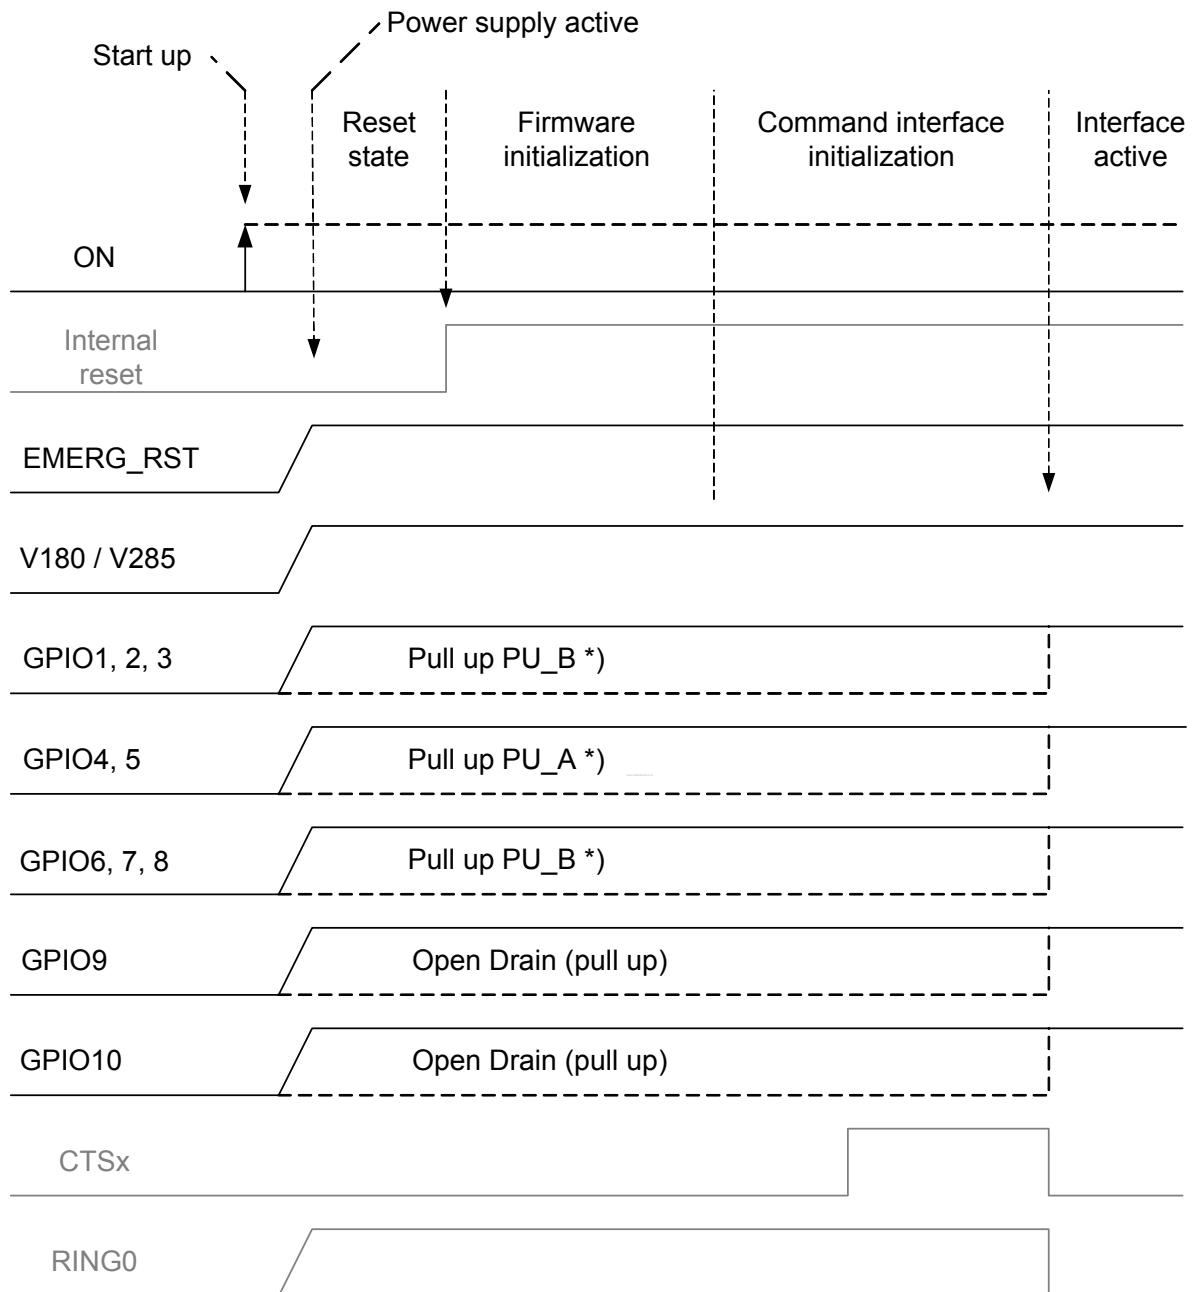 Power supply active
Start up
Reset
state
Firmware
initialization
Command interface
initialization
Interface
active
ON
Internal
reset
EMERG_RST
V180 / V285
GPIO1, 2, 3
Pull up PU_B *)
GPIO4, 5
Pull up PU_A *)
GPIO6, 7, 8
Pull up PU_B *)
GPIO9
Open Drain (pull up)
GPIO10
Open Drain (pull up)
CTSx
RING0